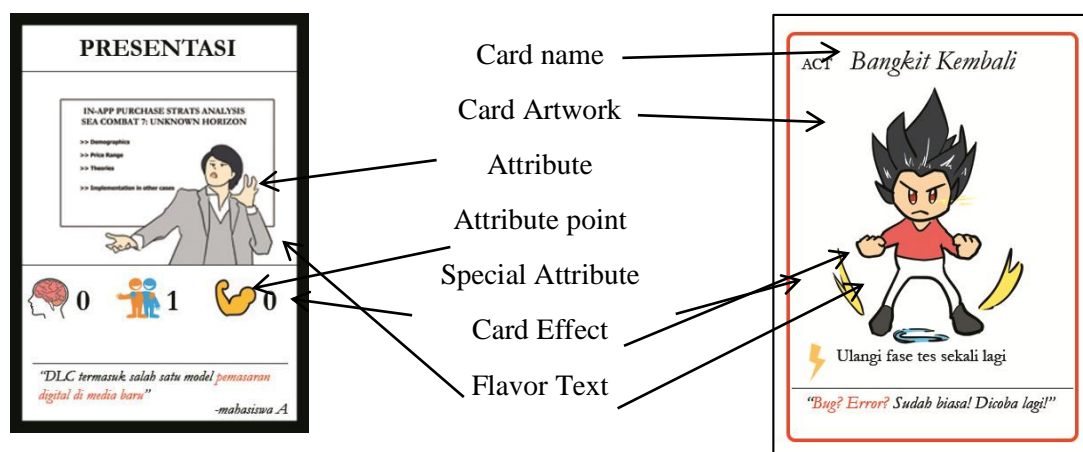 PRESENTASI
IN-APP PURCHASE STRATS ANALYSIS
SEA COMBAT 7: UNKNOWN HORIZON
>> Demographics
>> Price Range
>> Theories
>> Implementation in other cases
0
1
0
"DLC termasuk salah satu model pemasaran
digital di media baru"
-mahasiswa A
Card name
Card Artwork
Attribute
Attribute point
Special Attribute
Card Effect
Flavor Text
ACT Bangkit Kembali
Ulangi fase tes sekali lagi
"Bug? Error? Sudah biasa! Dicoba lagi!"